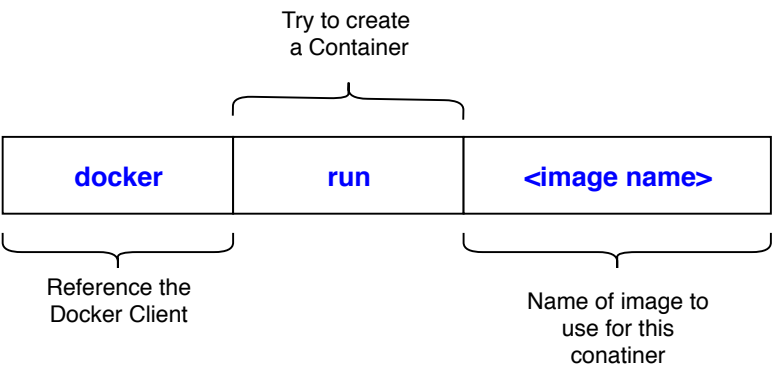 Try to create
a Container
docker
run
<image name>
Reference the
Docker Client
Name of image to
use for this
conatiner